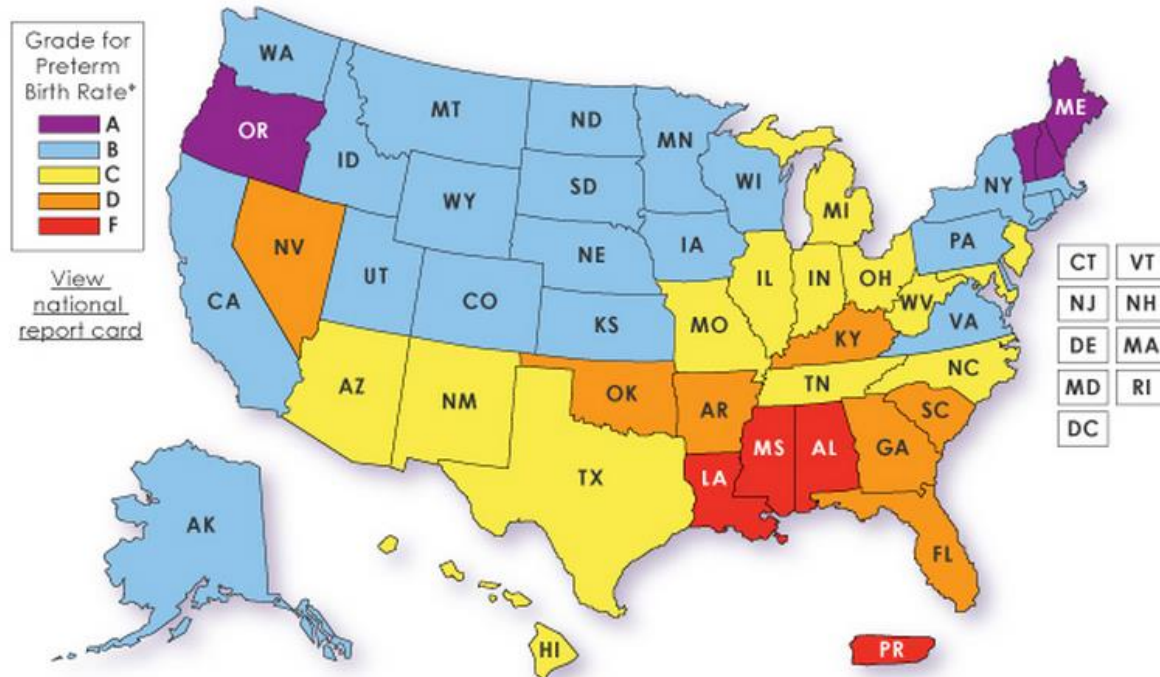 Grade for
Preterm
Birth Rate*
A
B
C
D
F
View
national
report card
WA
OR
MT
ID
ND
MN
SD
WI
WY
NV
UT
CA
CO
NE
IA
KS
MI
NY
ME
PA
IL
IN
OH
WV
VA
MO
KY
NC
TN
AZ
NM
OK
AR
SC
TX
LA
MS
AL
GA
FL
AK
HI
PR
CT VT
NJ NH
DE MA
MD RI
DC